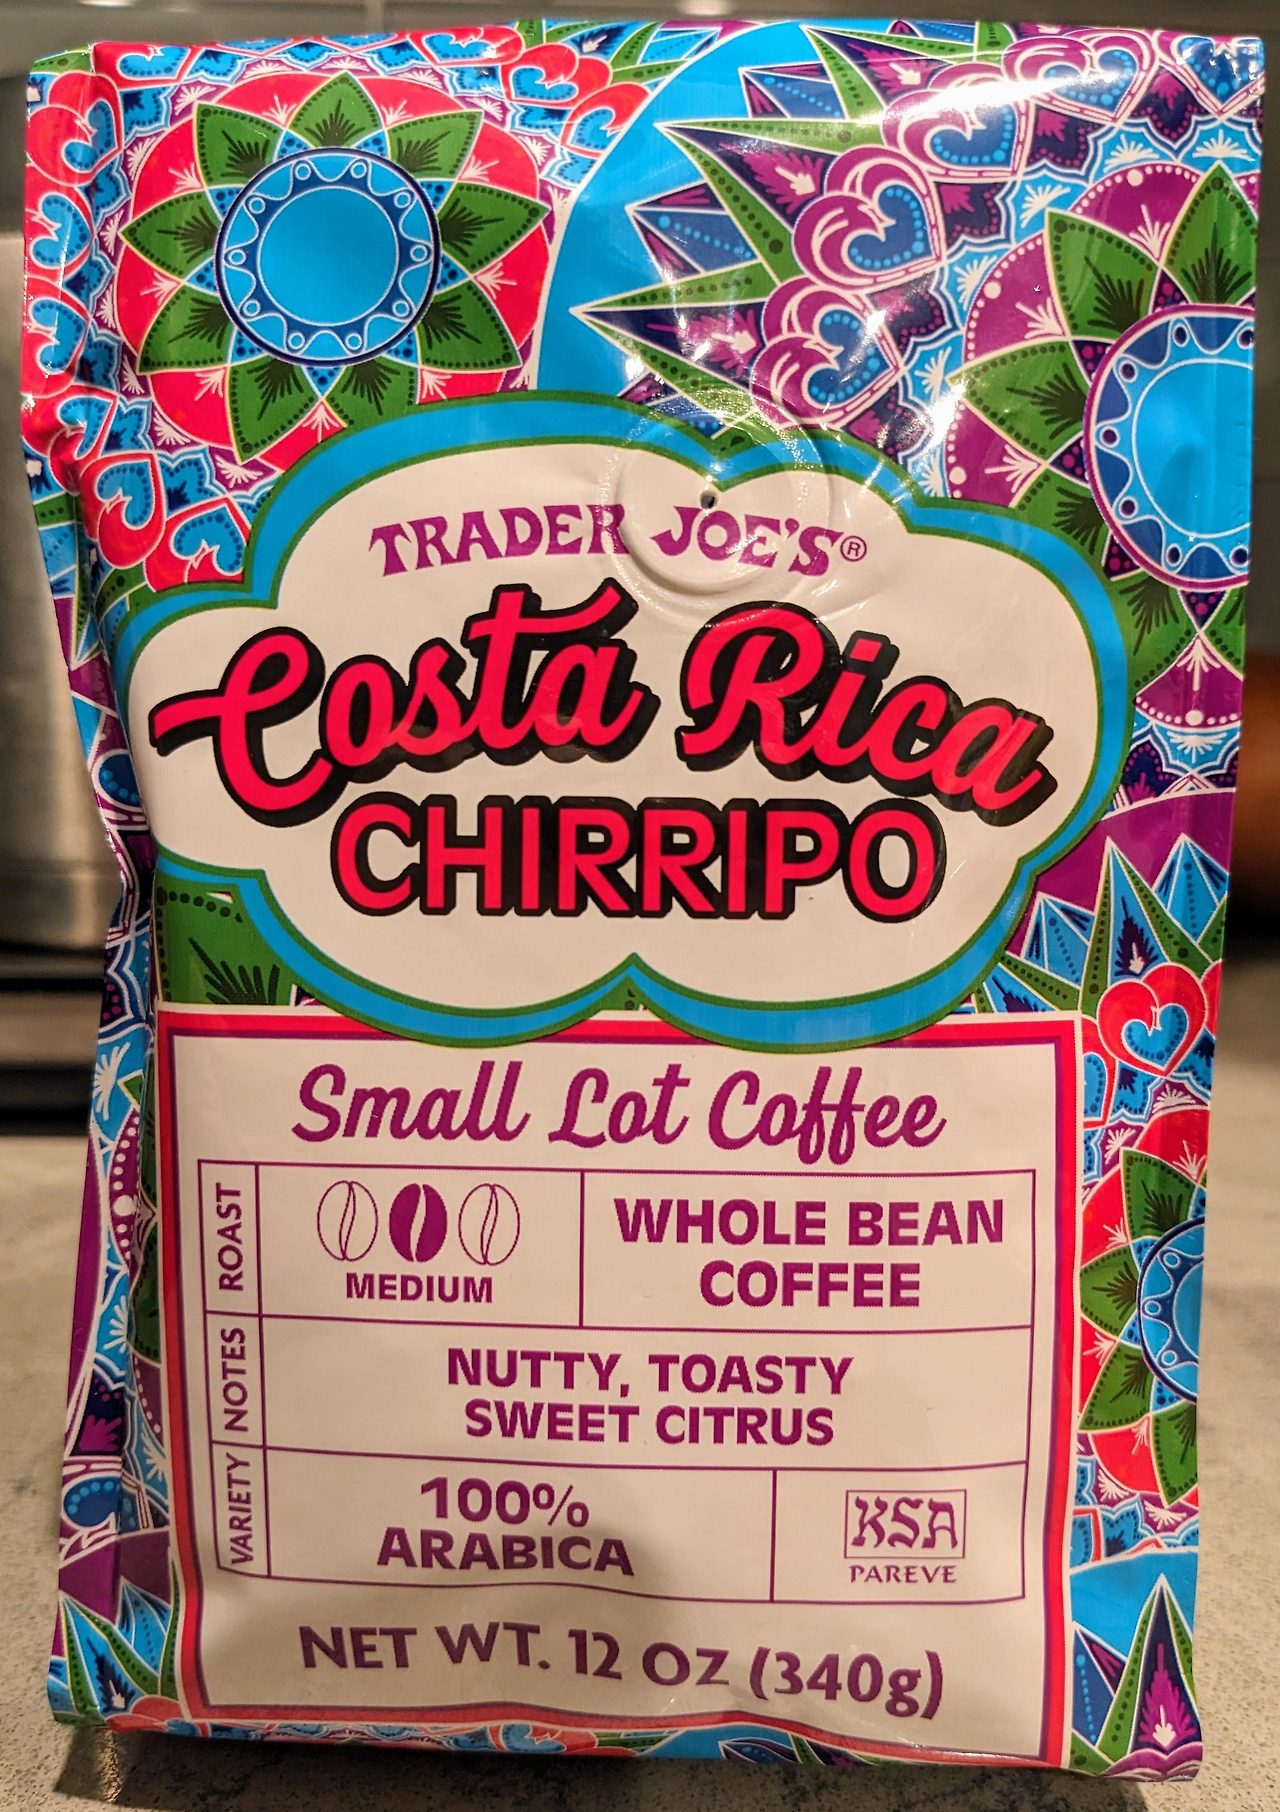 TRADER JOE'S®
Costa Rica
CHIRRIPO
Small Lot Coffee
ROAST
MEDIUM
WHOLE BEAN
COFFEE
NOTES
NUTTY, TOASTY
SWEET CITRUS
VARIETY
100%
ARABICA
KSA
PAREVE
NET WT. 12 OZ (340g)